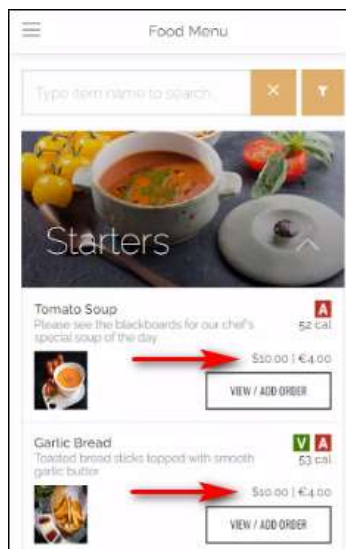 Food Menu
Type item name to search...
Starters
Tomato Soup
A
Please see the blackboards for our chef's
52 cal
special soup of the day
$10.00 | €4.00
VIEW / ADD ORDER
Garlic Bread
V A
Toasted bread sticks topped with smooth
53 cal
garlic butter
$10.00 | €4.00
VIEW / ADD ORDER